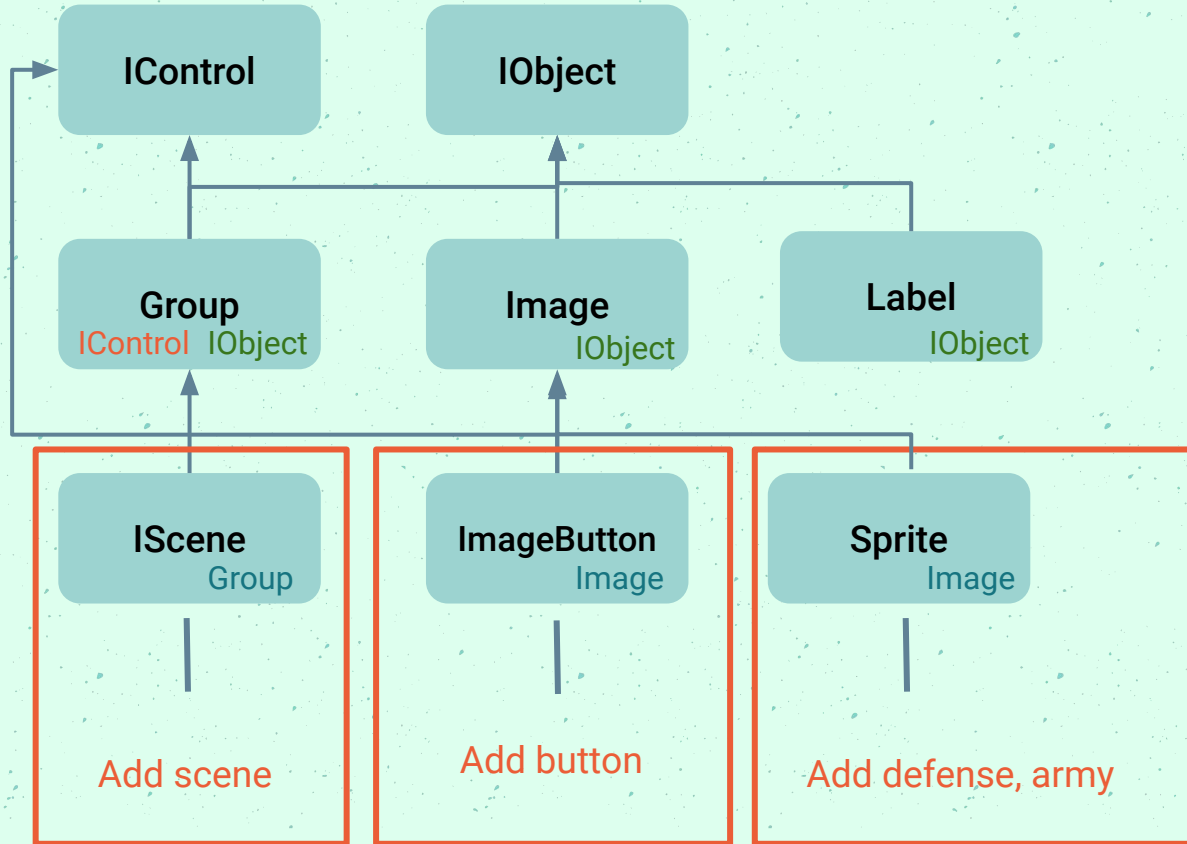 IControl
IObject
Group
IControl IObject
Image
IObject
Label
IObject
IScene
Group
ImageButton
Image
Sprite
Image
Add scene
Add button
Add defense, army